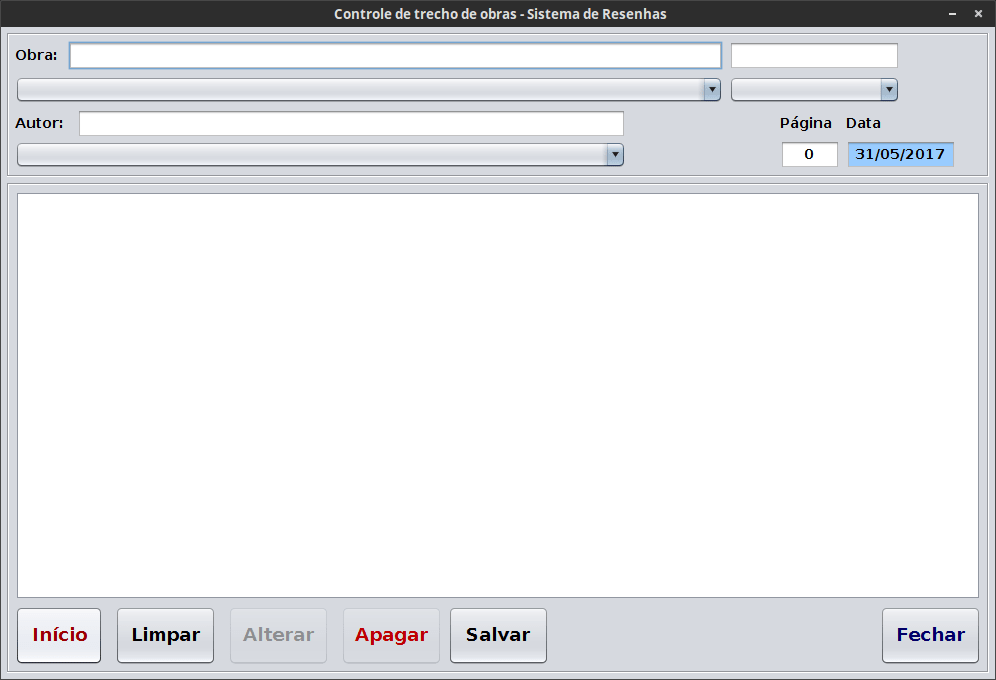 Controle de trecho de obras - Sistema de Resenhas
Obra:
Autor:
Página Data
0 31/05/2017
Início Limpar Alterar Apagar Salvar Fechar